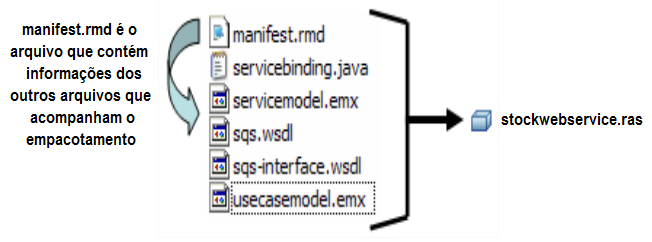 manifest.rmd é o
arquivo que contém
informações dos
outros arquivos que
acompanham o
empacotamento
manifest.rmd
servicebinding.java
servicemodel.emx
sqs.wsdl
sqs-interface.wsdl
usecasemodel.emx
stockwebservice.ras